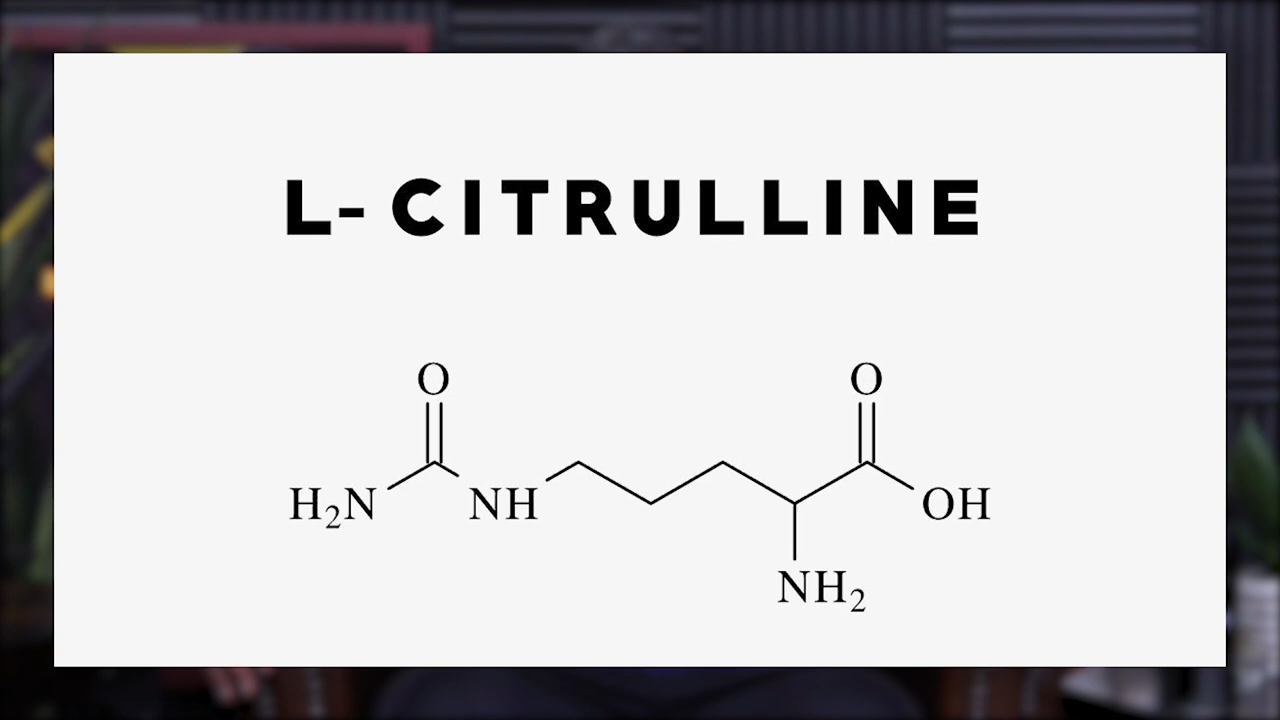 L- CITRULLINE
O O
H₂N NH OH
NH₂